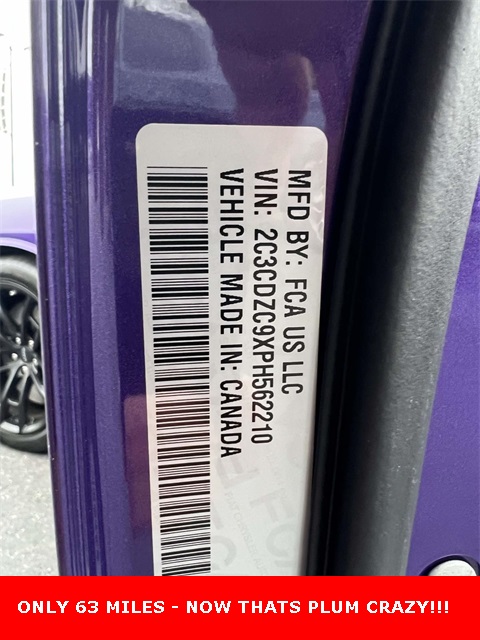 MFD BY: FCA US LLC
VIN: 2C3CDZC9XPH562210
VEHICLE MADE IN: CANADA
ONLY 63 MILES - NOW THATS PLUM CRAZY!!!